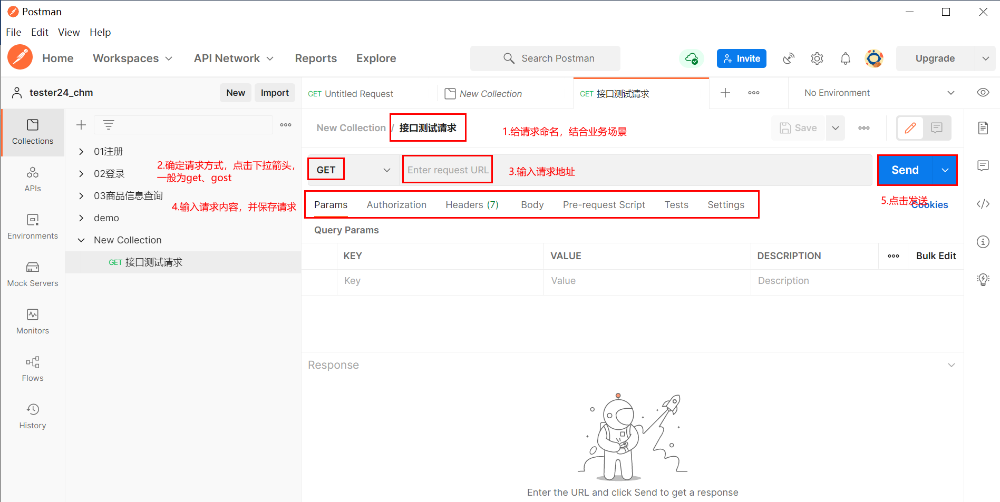 Postman
File Edit View Help
Home Workspaces API Network Reports Explore Search Postman Invite Upgrade
tester24_chm New Import GET Untitled Request New Collection GET 接口测试请求 No Environment
New Collection / 接口测试请求 1.给请求命名，结合业务场景 Save
Collections
01注册
02登录
03商品信息查询
demo
New Collection
GET 接口测试请求
2.确定请求方式，点击下拉箭头，
一般为get、gost
GET Enter request URL 3.输入请求地址 Send
4.输入请求内容，并保存请求
Params Authorization Headers (7) Body Pre-request Script Tests Settings
5.点击发送
Cookies
Query Params
KEY VALUE DESCRIPTION Bulk Edit
Key Value Description
APIs
Environments
Mock Servers
Monitors
Flows
History
Response
Enter the URL and click Send to get a response